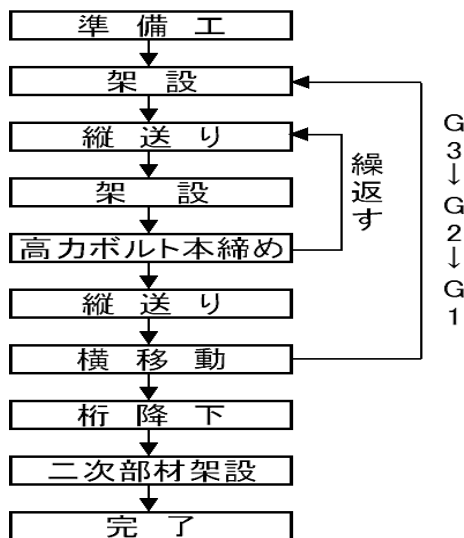 準備工
架設
縦送り
架設
高力ボルト本締め
縦送り
横移動
桁降下
二次部材架設
完了
繰返す
G3↓G2↓G1